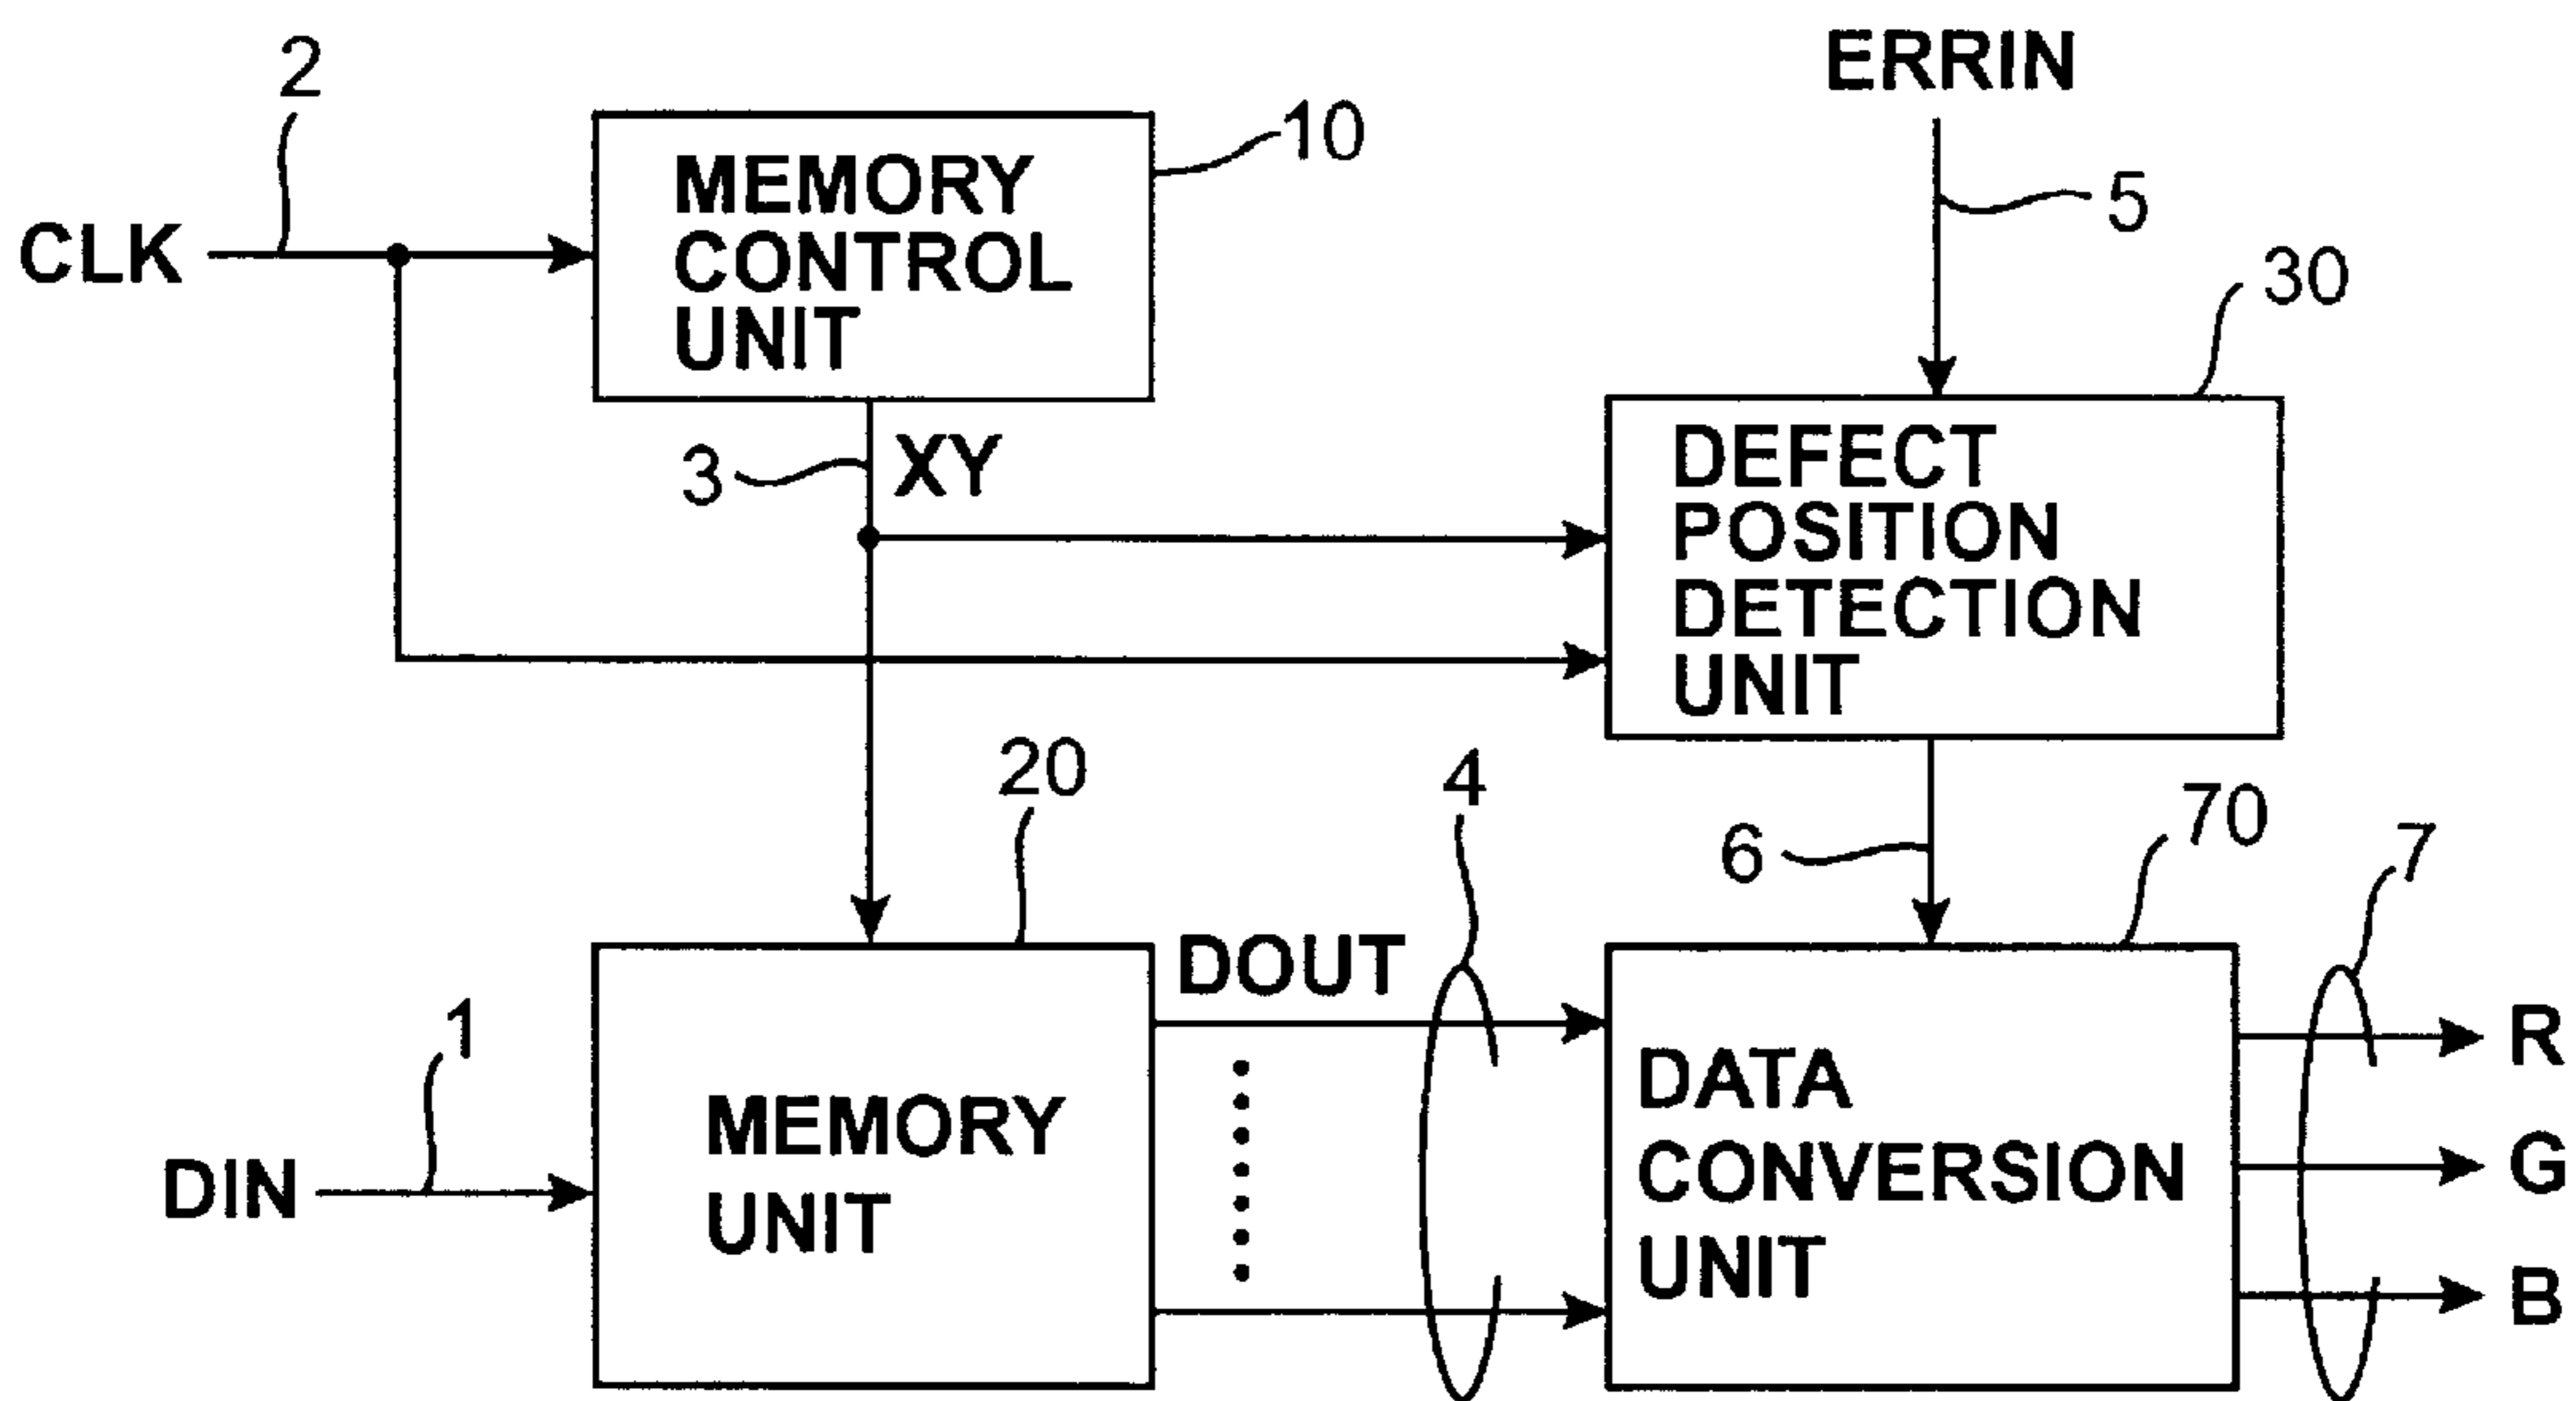 2
ERRIN
10
MEMORY
CONTROL
UNIT
CLK
5
30
3
XY
DEFECT
POSITION
DETECTION
UNIT
20
4
6
70
7
DOUT
1
DIN
MEMORY
UNIT
DATA
CONVERSION
UNIT
R
G
B